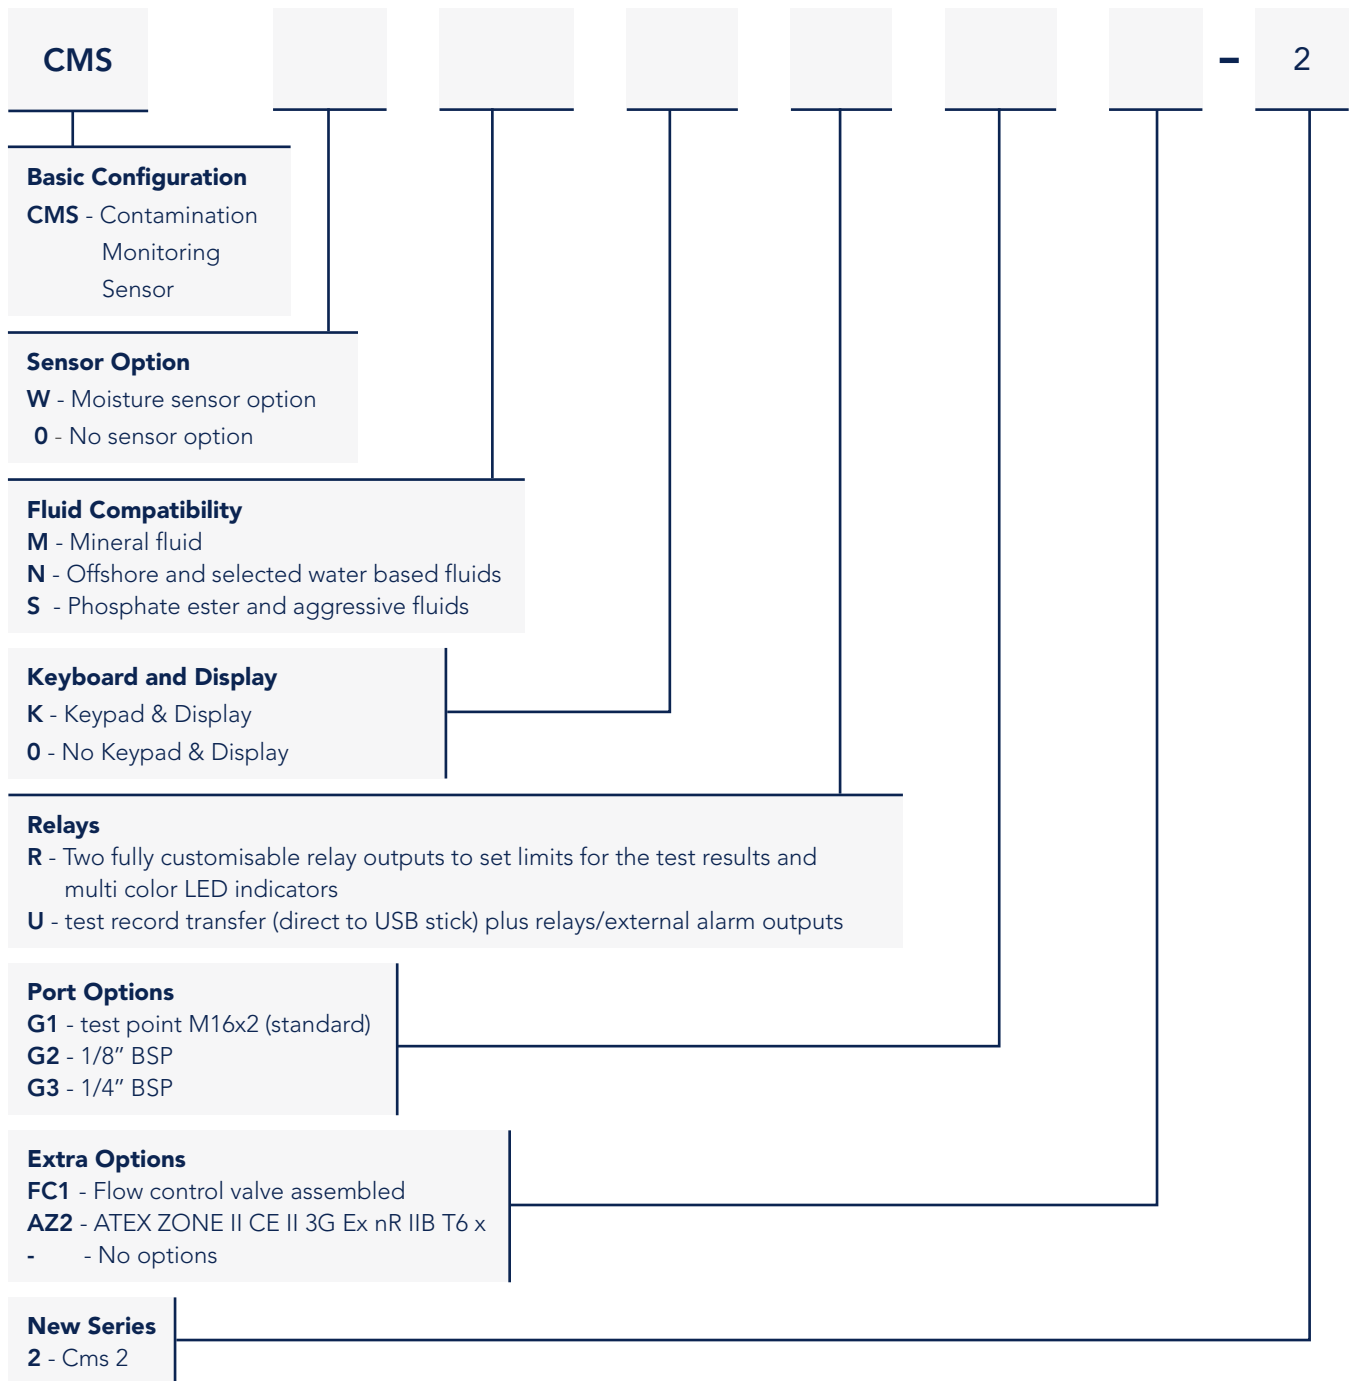 CMS - 2
Basic Configuration
CMS - Contamination
Monitoring
Sensor
Sensor Option
W - Moisture sensor option
0 - No sensor option
Fluid Compatibility
M - Mineral fluid
N - Offshore and selected water based fluids
S - Phosphate ester and aggressive fluids
Keyboard and Display
K - Keypad & Display
0 - No Keypad & Display
Relays
R - Two fully customisable relay outputs to set limits for the test results and
multi color LED indicators
U - test record transfer (direct to USB stick) plus relays/external alarm outputs
Port Options
G1 - test point M16x2 (standard)
G2 - 1/8” BSP
G3 - 1/4” BSP
Extra Options
FC1 - Flow control valve assembled
AZ2 - ATEX ZONE II CE II 3G Ex nR IIB T6 x
- - No options
New Series
2 - Cms 2